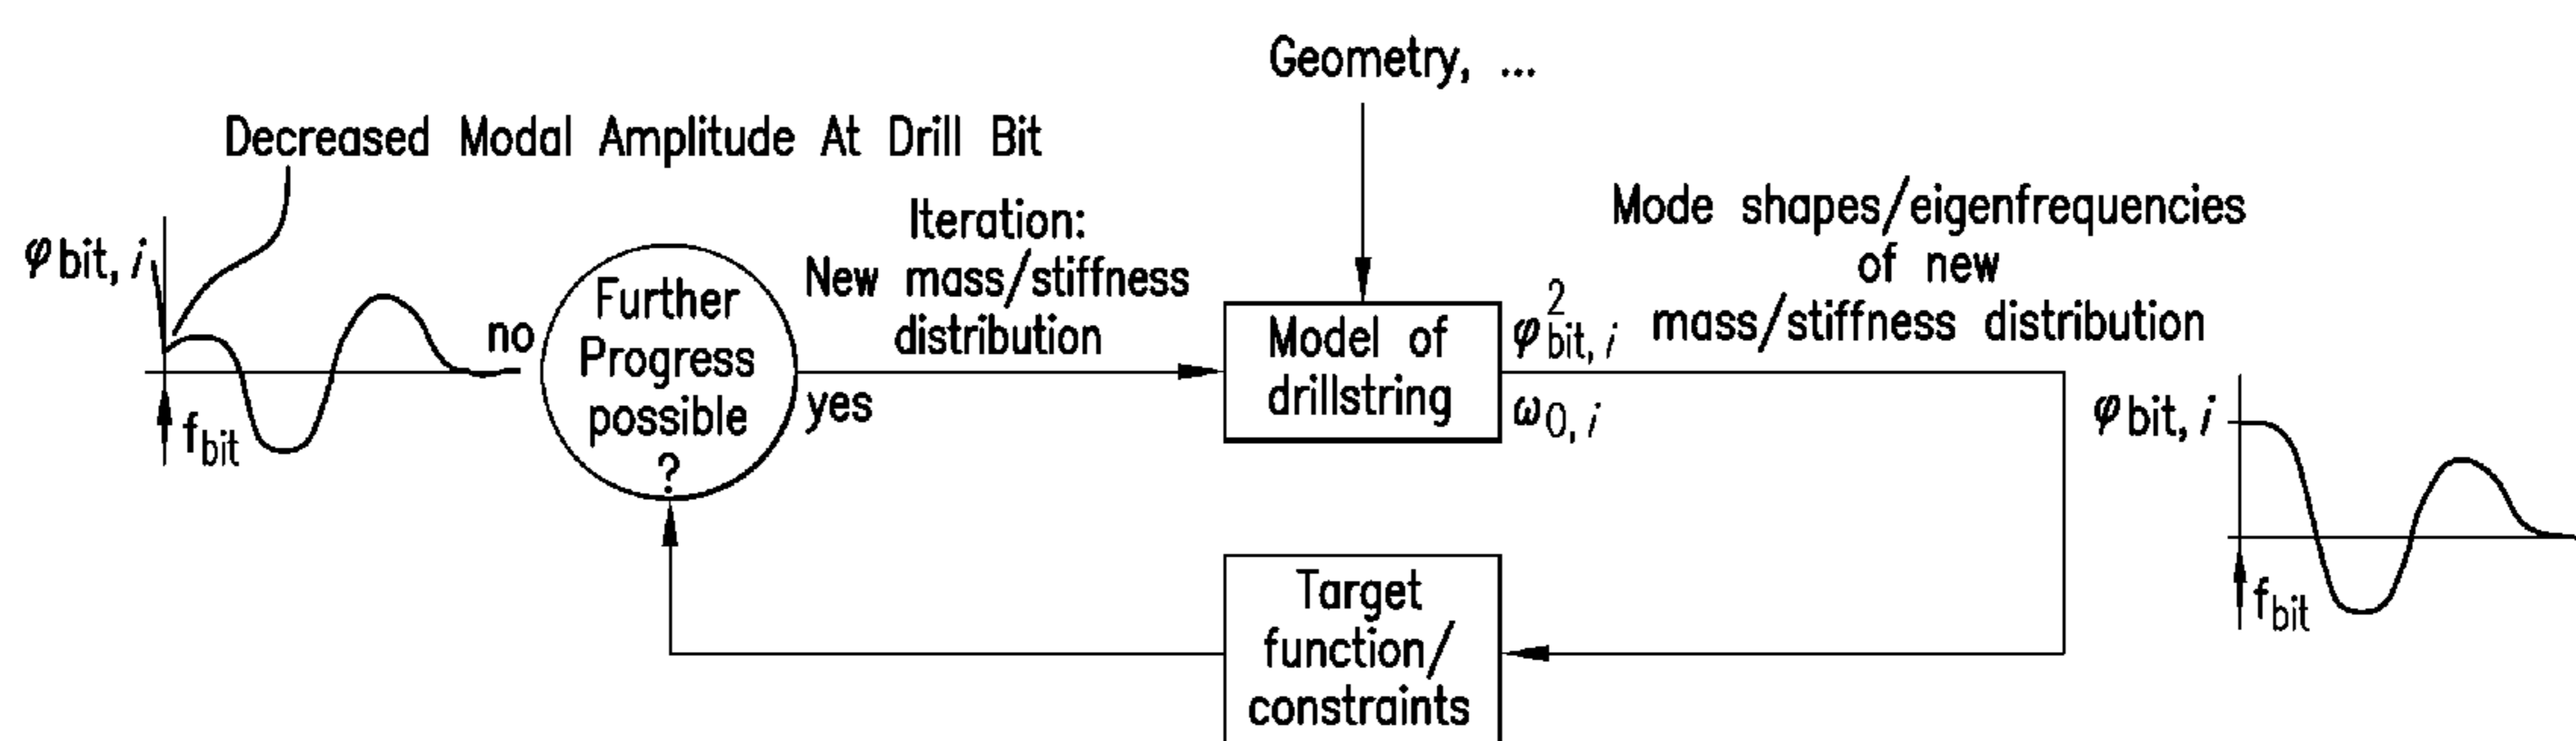 Geometry, ...
Decreased Modal Amplitude At Drill Bit
φbit, i
fbit
no
Further
Progress
possible
?
Iteration:
New mass/stiffness
distribution
yes
Model of
drillstring
φ²bit, i
ω0, i
Mode shapes/eigenfrequencies
of new
mass/stiffness distribution
φbit, i
fbit
Target
function/
constraints